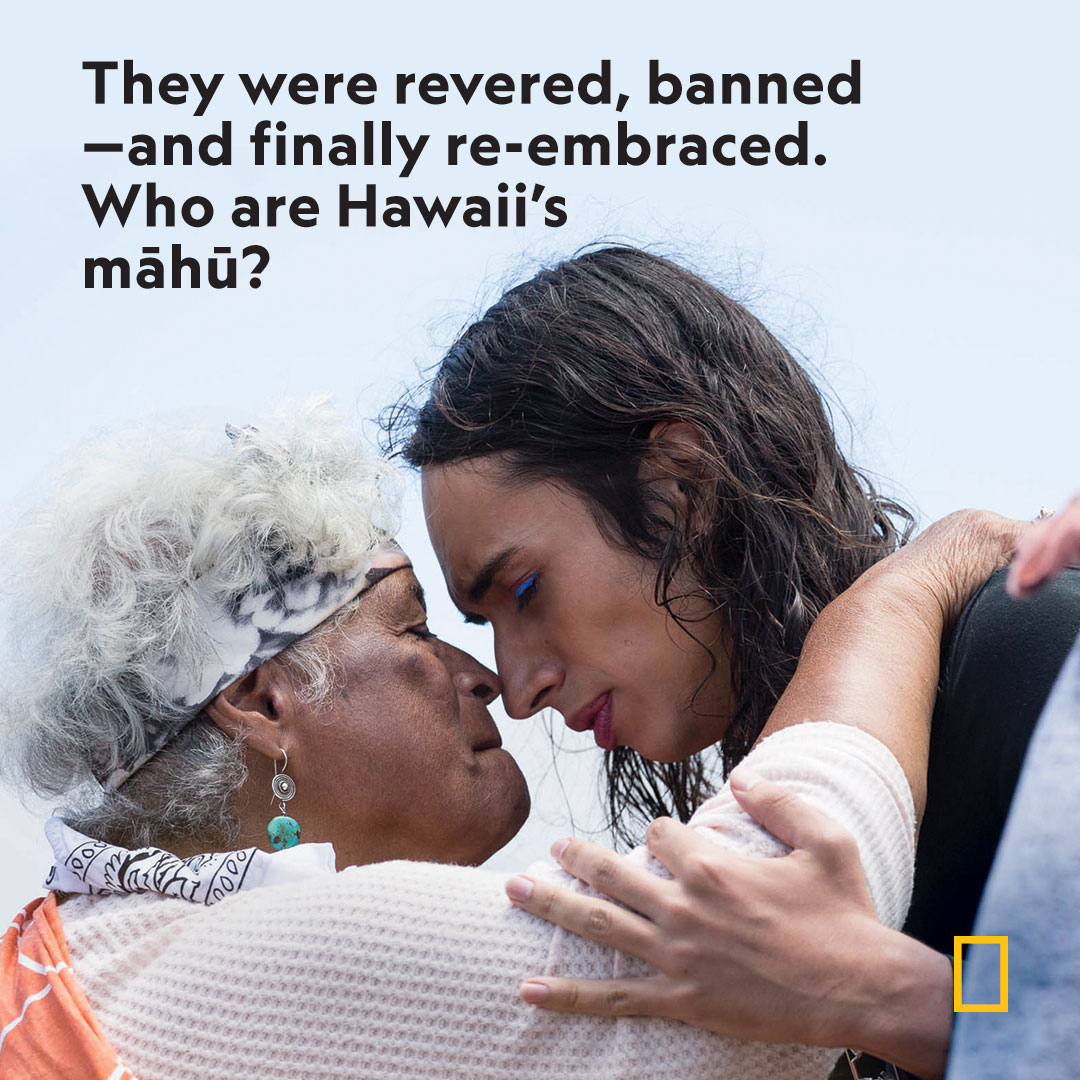 They were revered, banned
—and finally re-embraced.
Who are Hawaii’s
māhū?